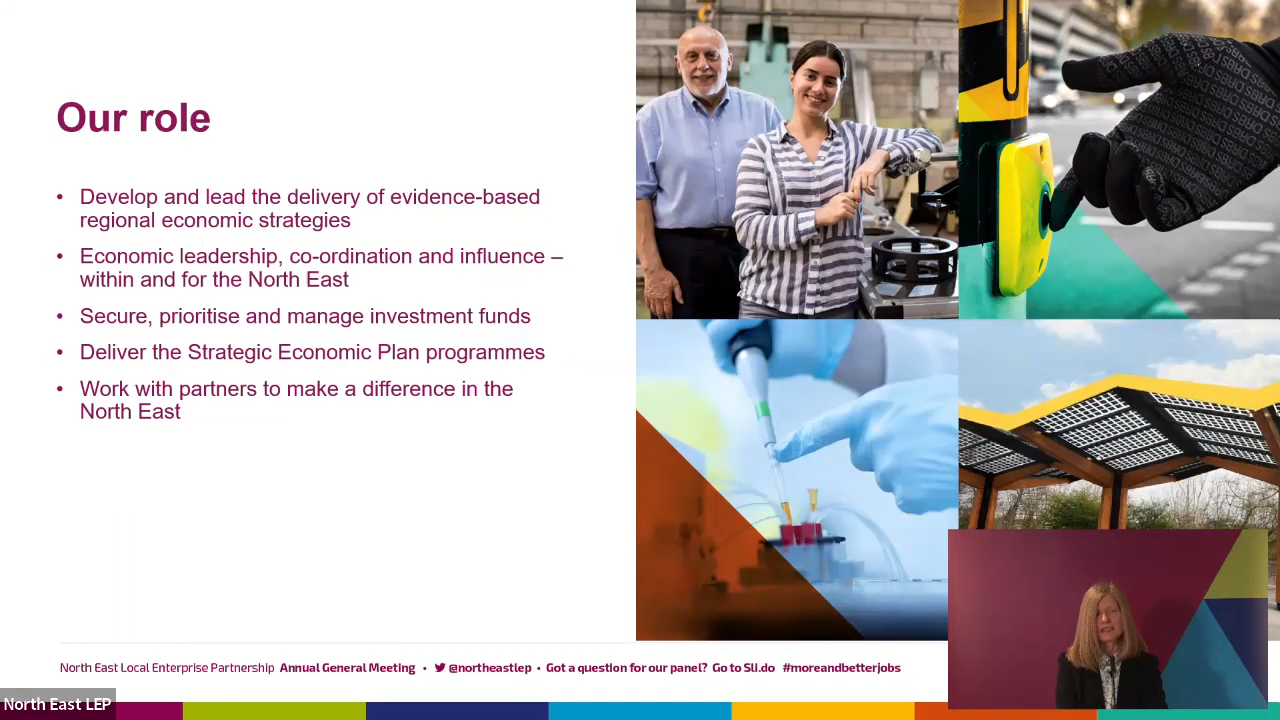 Our role
• Develop and lead the delivery of evidence-based
regional economic strategies
• Economic leadership, co-ordination and influence –
within and for the North East
• Secure, prioritise and manage investment funds
• Deliver the Strategic Economic Plan programmes
• Work with partners to make a difference in the
North East
North East Local Enterprise Partnership Annual General Meeting • @northeastlep • Got a question for our panel? Go to Sli.do #moreandbetterjobs
North East LEP